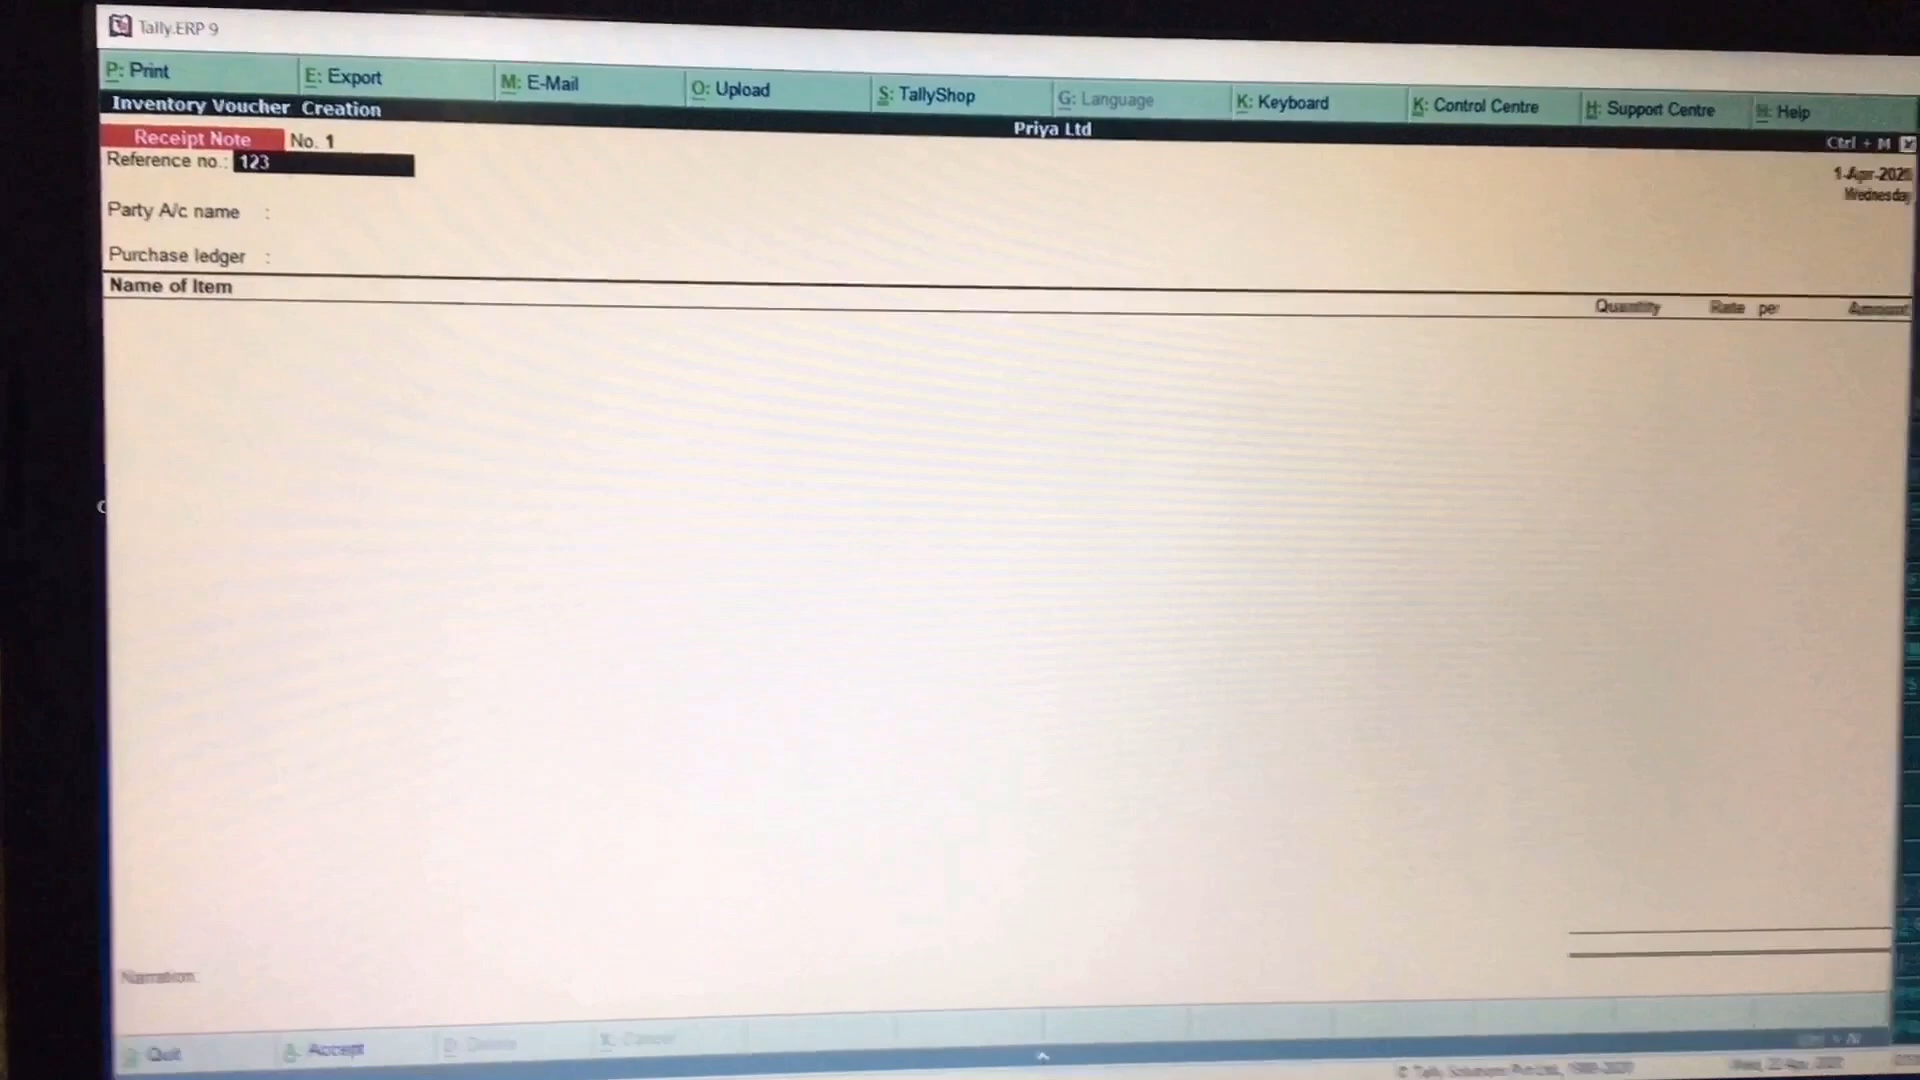 Tally.ERP 9
P: Print E: Export M: E-Mail O: Upload S: TallyShop G: Language K: Keyboard K: Control Centre H: Support Centre H: Help
Inventory Voucher Creation Priya Ltd Ctrl + M
Receipt Note No. 1
Reference no.: 123
Wednesday
Party A/c name :
Purchase ledger :
Name of Item Quantity Rate per Amount
Narration:
Quit A: Accept D: Delete X: Cancel